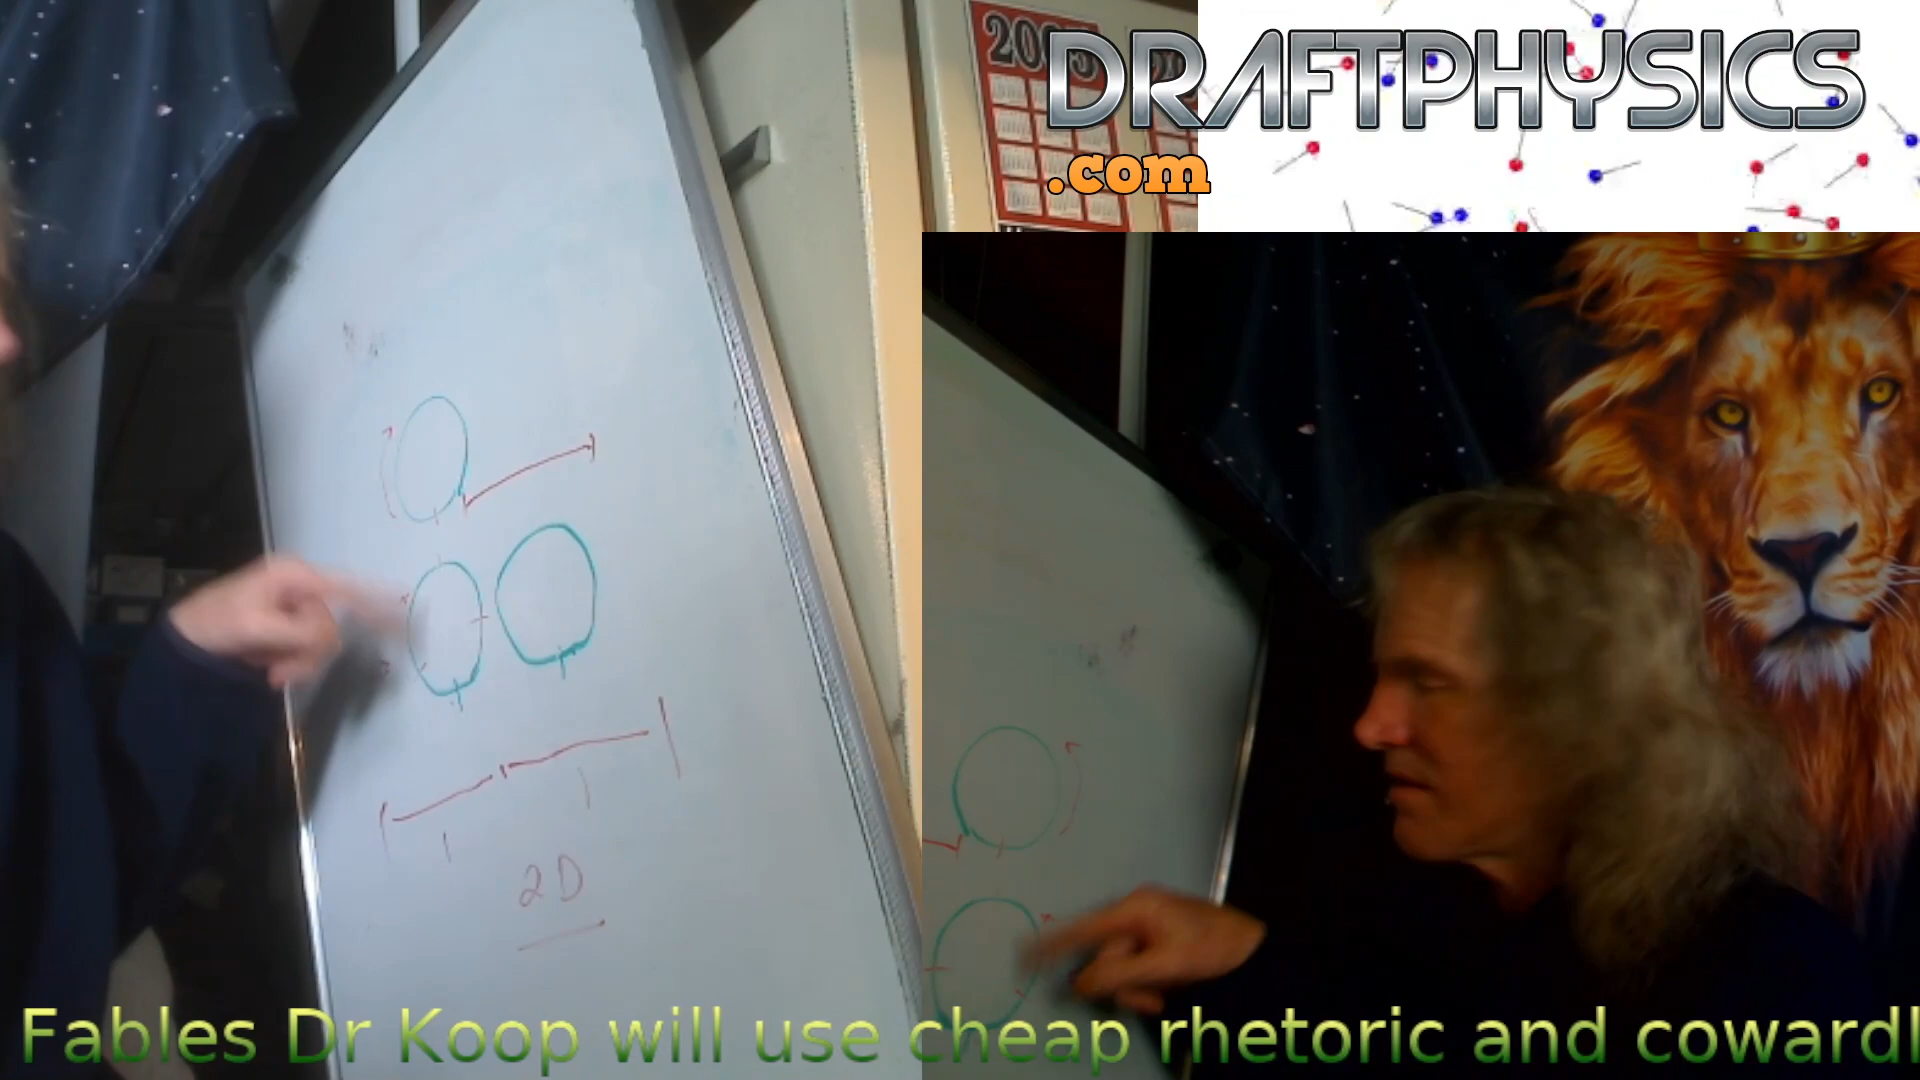 DRAFTPHYSICS
.com
2D
Fables Dr Koop will use cheap rhetoric and cowardl